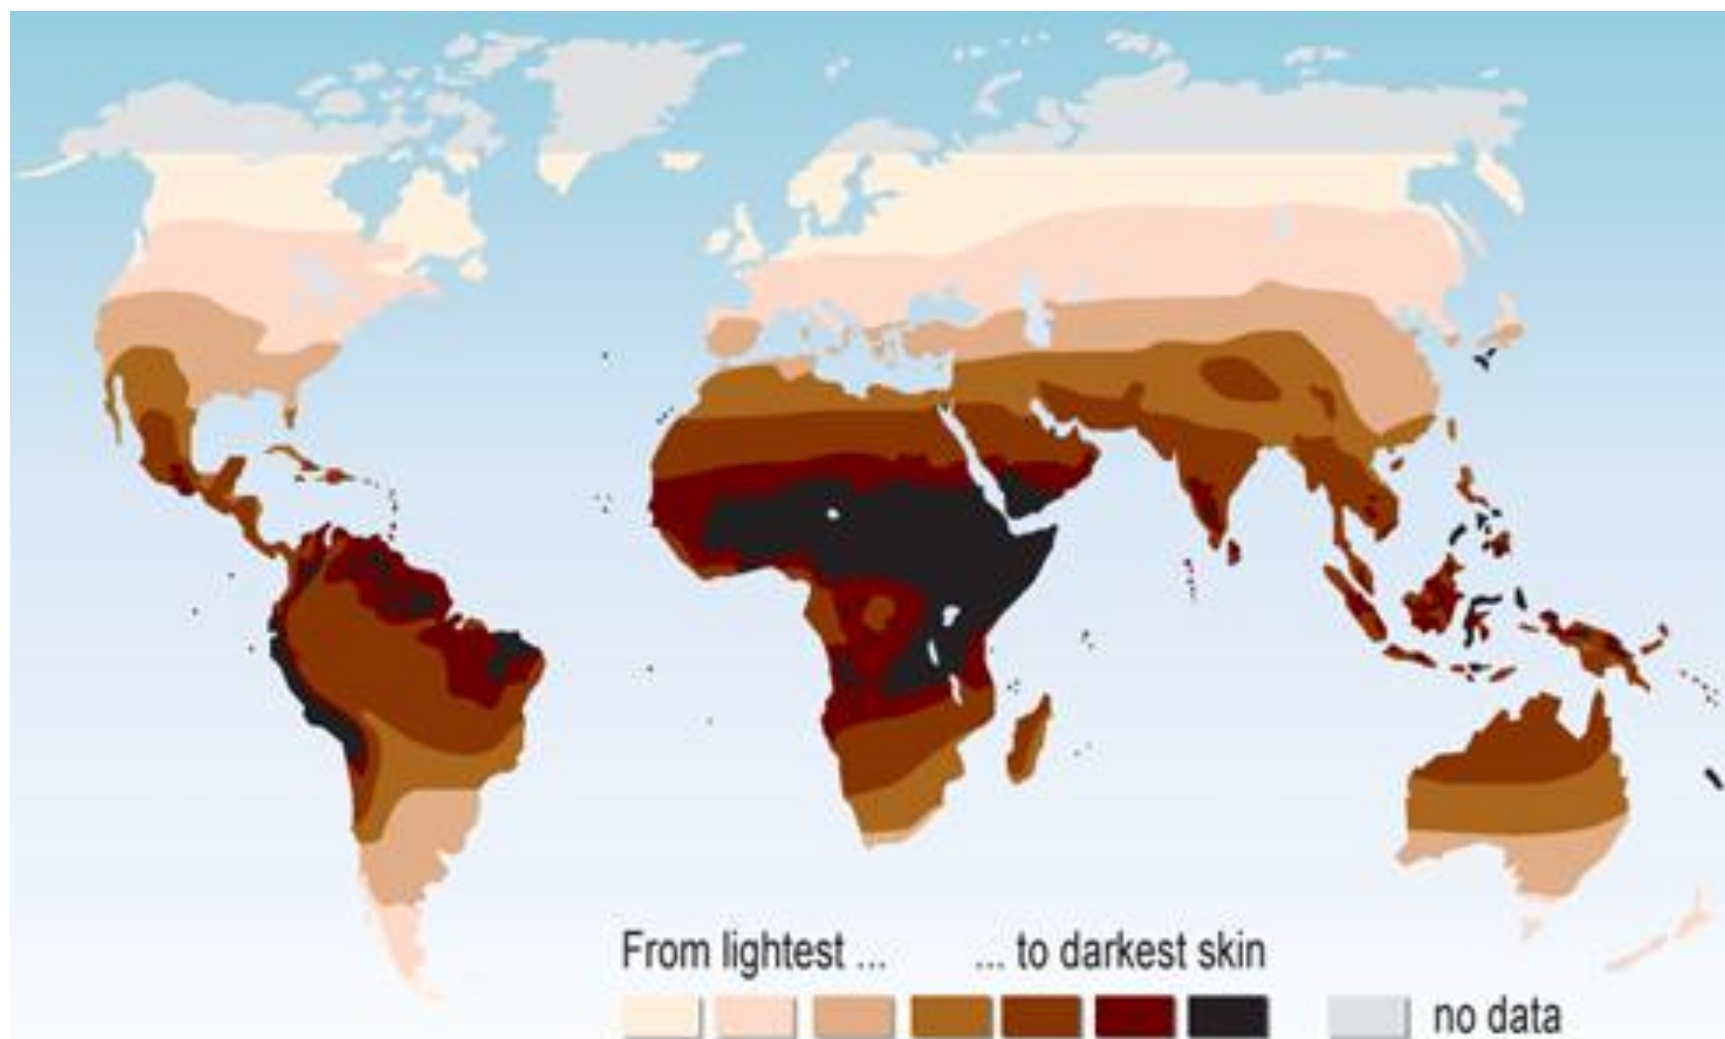 From lightest ...
... to darkest skin
no data